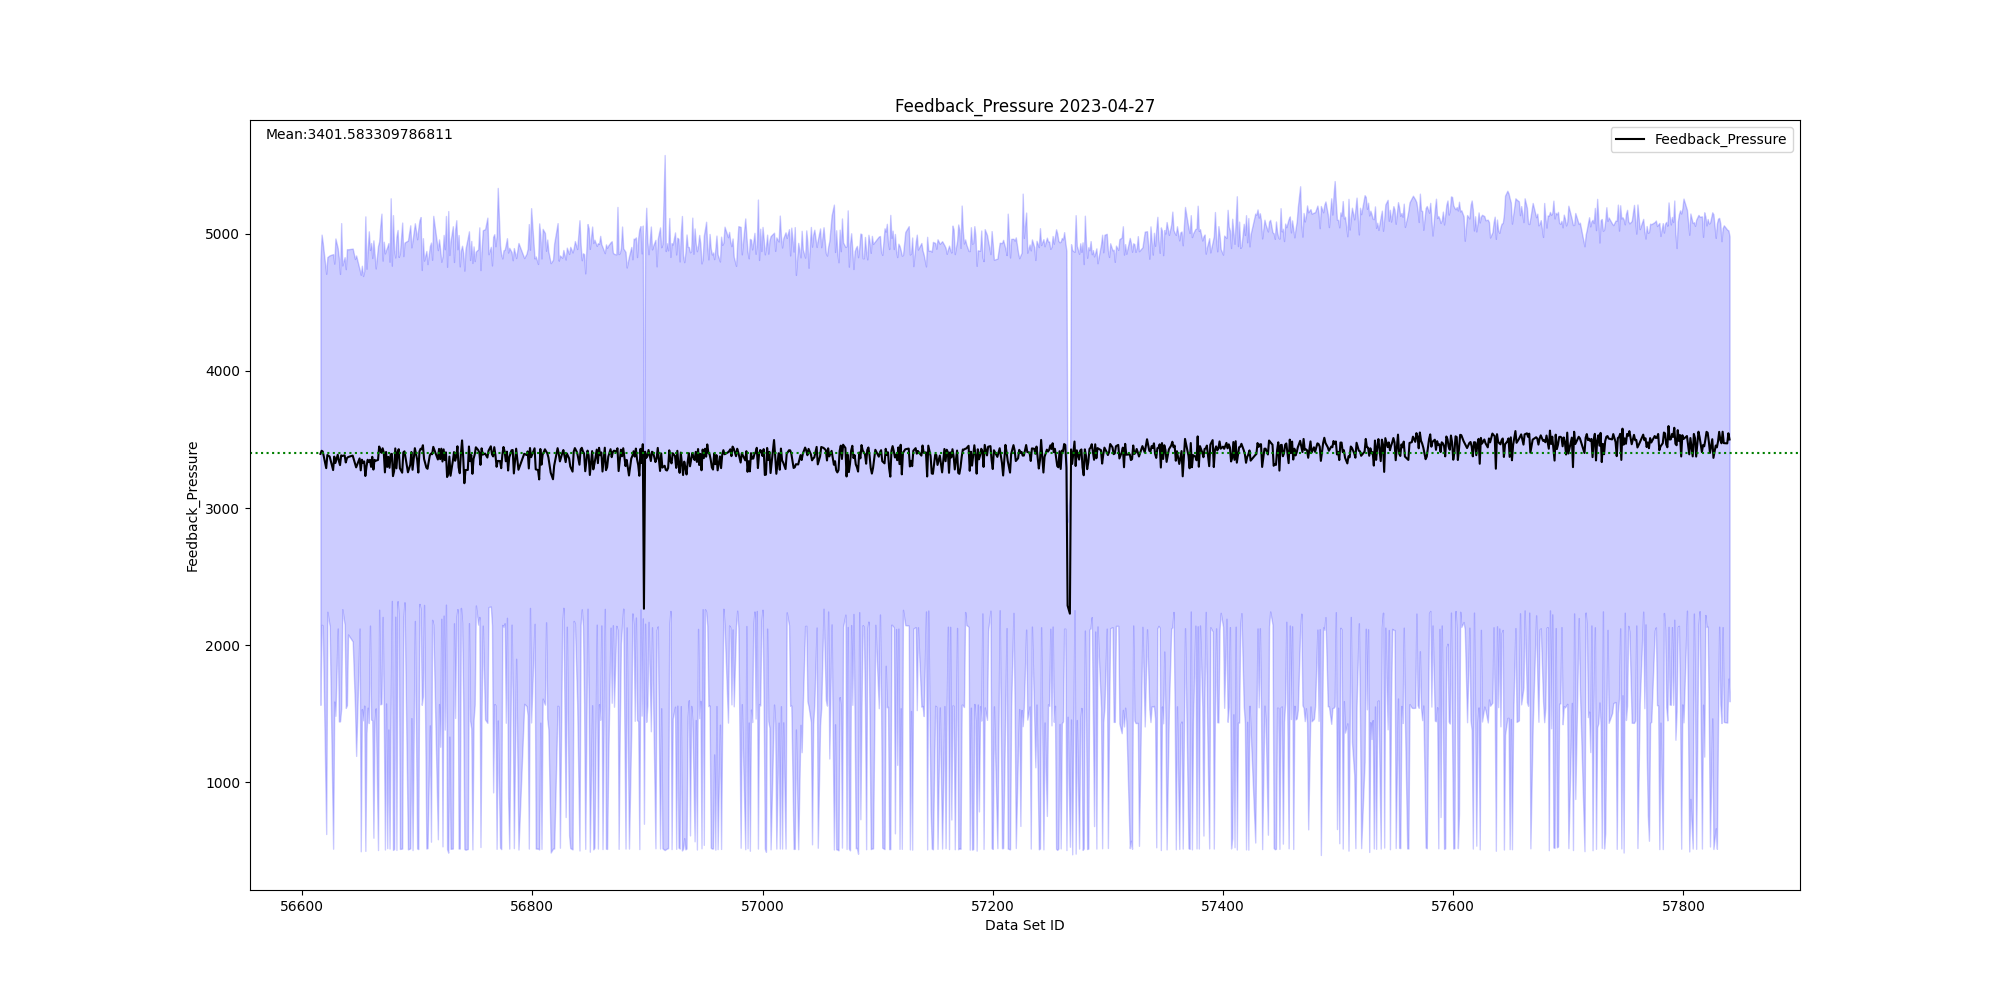 Feedback_Pressure 2023-04-27
Mean:3401.583309786811
Feedback_Pressure
5000
4000
3000
2000
1000
Feedback_Pressure
56600 56800 57000 57200 57400 57600 57800
Data Set ID